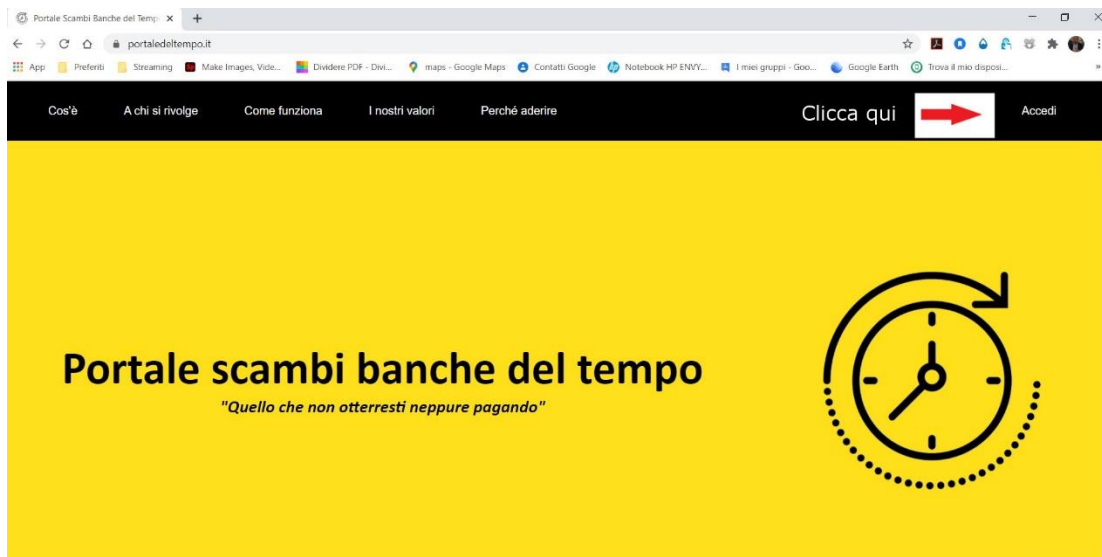 Portale Scambi Banche del Temp
portaledeltempo.it
App Preferiti Streaming Make Images, Vide... Dividere PDF - Divi... maps - Google Maps Contatti Google Notebook HP ENVY... I miei gruppi - Goo... Google Earth Trova il mio disposi... »
Cos'è A chi si rivolge Come funziona I nostri valori Perché aderire Clicca qui Accedi
Portale scambi banche del tempo
"Quello che non otterresti neppure pagando"